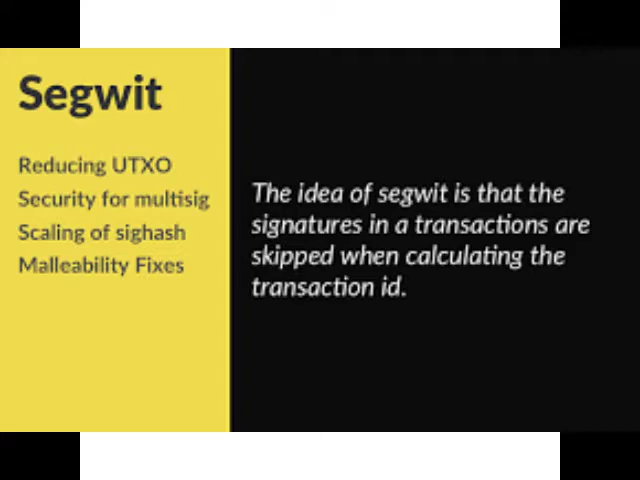 Segwit
Reducing UTXO
Security for multisig
Scaling of sighash
Malleability Fixes
The idea of segwit is that the
signatures in a transactions are
skipped when calculating the
transaction id.